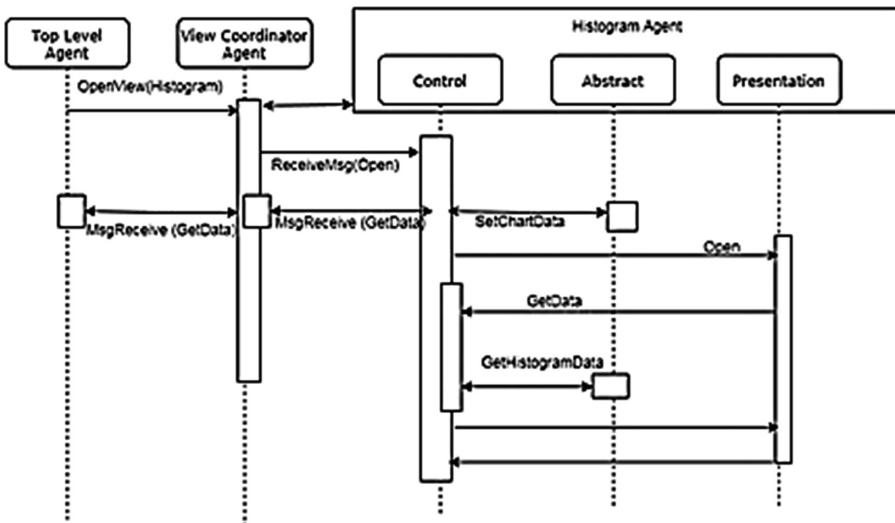 Histogram Agent
Top Level
Agent
View Coordinator
Agent
Control
Abstract
Presentation
OpenView(Histogram)
ReceiveMsg(Open)
MsgReceive (GetData)
MsgReceive (GetData)
SetChartData
Open
GetData
GetHistogramData